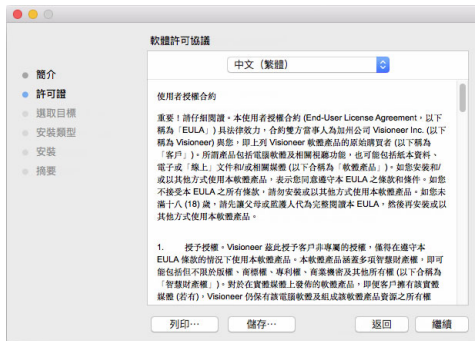 軟體許可協議
中文（繁體）
簡介
許可證
選取目標
安裝類型
安裝
摘要
使用者授權合約
重要！請仔細閱讀。本使用者授權合約 (End-User License Agreement，以下
稱為「EULA」) 具法律效力，合約雙方當事人為加州公司 Visioneer Inc. (以下
稱為 Visioneer) 與您，即上列 Visioneer 軟體產品的原始購買者 (以下稱為
「客戶」)。所謂產品包括電腦軟體及相關視聽功能，也可能包括紙本資料、
電子或「線上」文件和/或相關媒體 (以下合稱為「軟體產品」)。如您安裝和/
或以其他方式使用本軟體產品，表示您同意遵守本 EULA 之條款和條件。如您
不接受本 EULA 之所有條款，請勿安裝或以其他方式使用本軟體產品。如您未
滿十八 (18) 歲，請先讓父母或監護人代為完整閱讀本 EULA，然後再安裝或以
其他方式使用本軟體產品。
1. 授予授權。Visioneer 茲此授予客戶非專屬的授權，僅得在遵守本
EULA 條款的情況下使用本軟體產品。本軟體產品涵蓋多項智慧財產權，即可
能包括但不限於版權、商標權、專利權、商業機密及其他所有權 (以下合稱為
「智慧財產權」)。對於在實體媒體上發佈的軟體產品，即便客戶擁有該實體
媒體 (若有)，Visioneer 仍保有該電腦軟體及組成該軟體產品資源之所有權
列印⋯
儲存⋯
返回
繼續